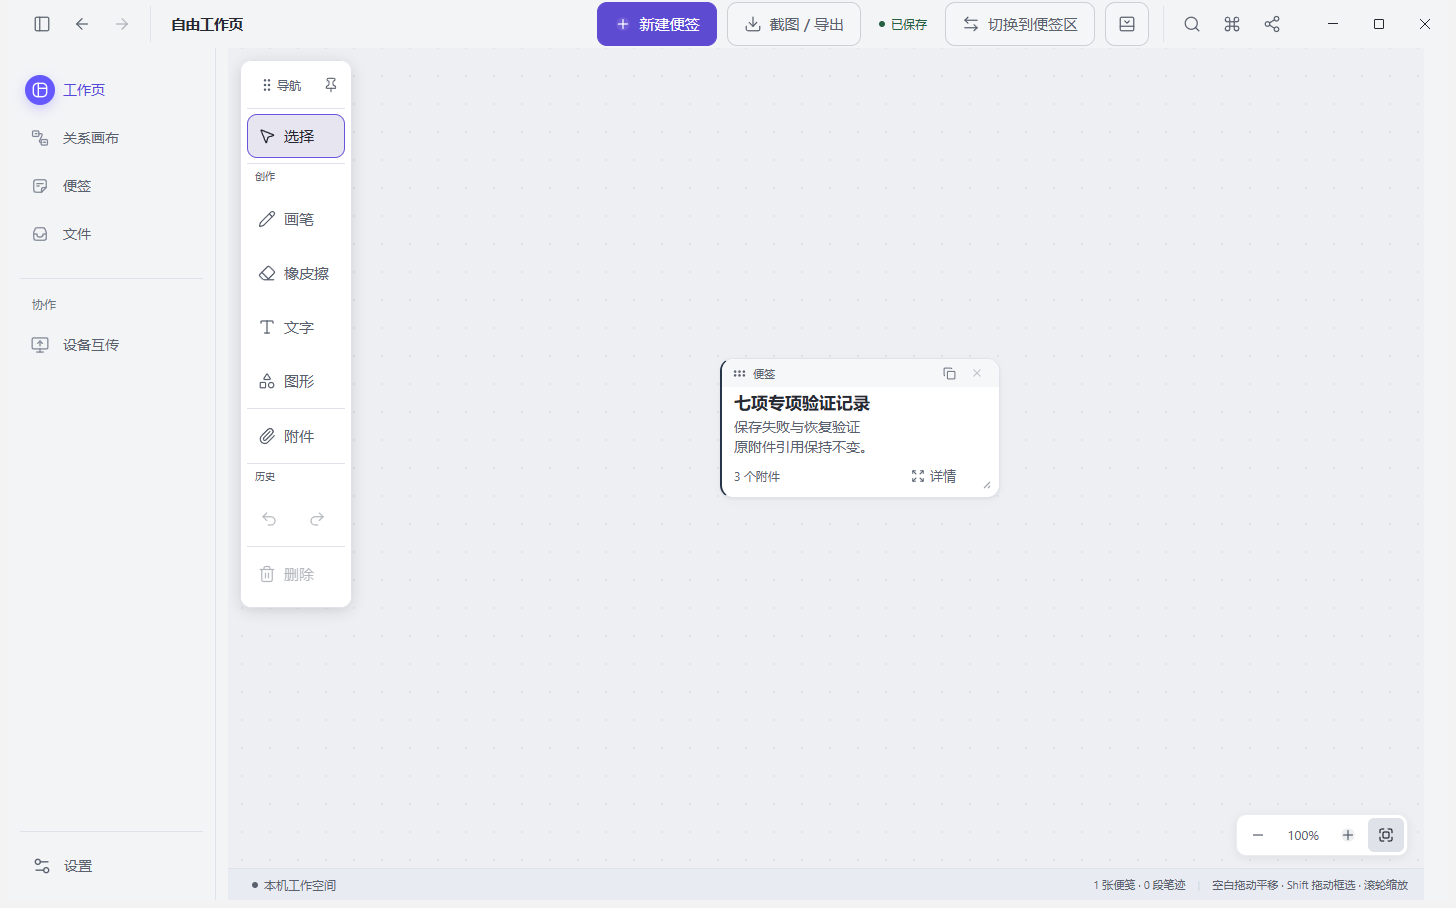 自由工作页
新建便签
截图 / 导出
已保存
切换到便签区
工作页
关系画布
便签
文件
协作
设备互传
设置
导航
选择
创作
画笔
橡皮擦
文字
图形
附件
历史
删除
便签
七项专项验证记录
保存失败与恢复验证
原附件引用保持不变。
3 个附件
详情
100%
本机工作空间
1 张便笺 · 0 段笔迹
空白拖动平移 · Shift 拖动框选 · 滚轮缩放